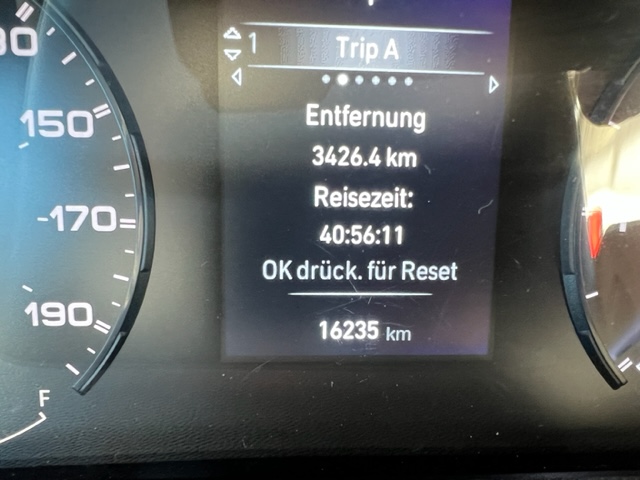 1
Trip A
Entfernung
3426.4 km
Reisezeit:
40:56:11
OK drück. für Reset
16235 km
150
170
190
F